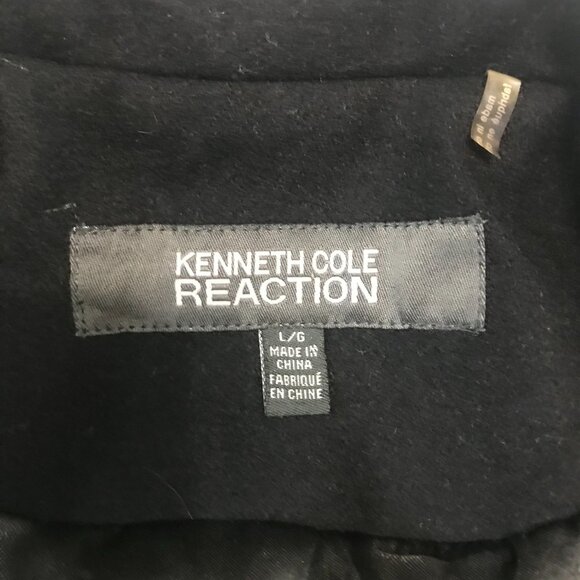 KENNETH COLE
REACTION
L/G
MADE IN
CHINA
FABRIQUÉ
EN CHINE